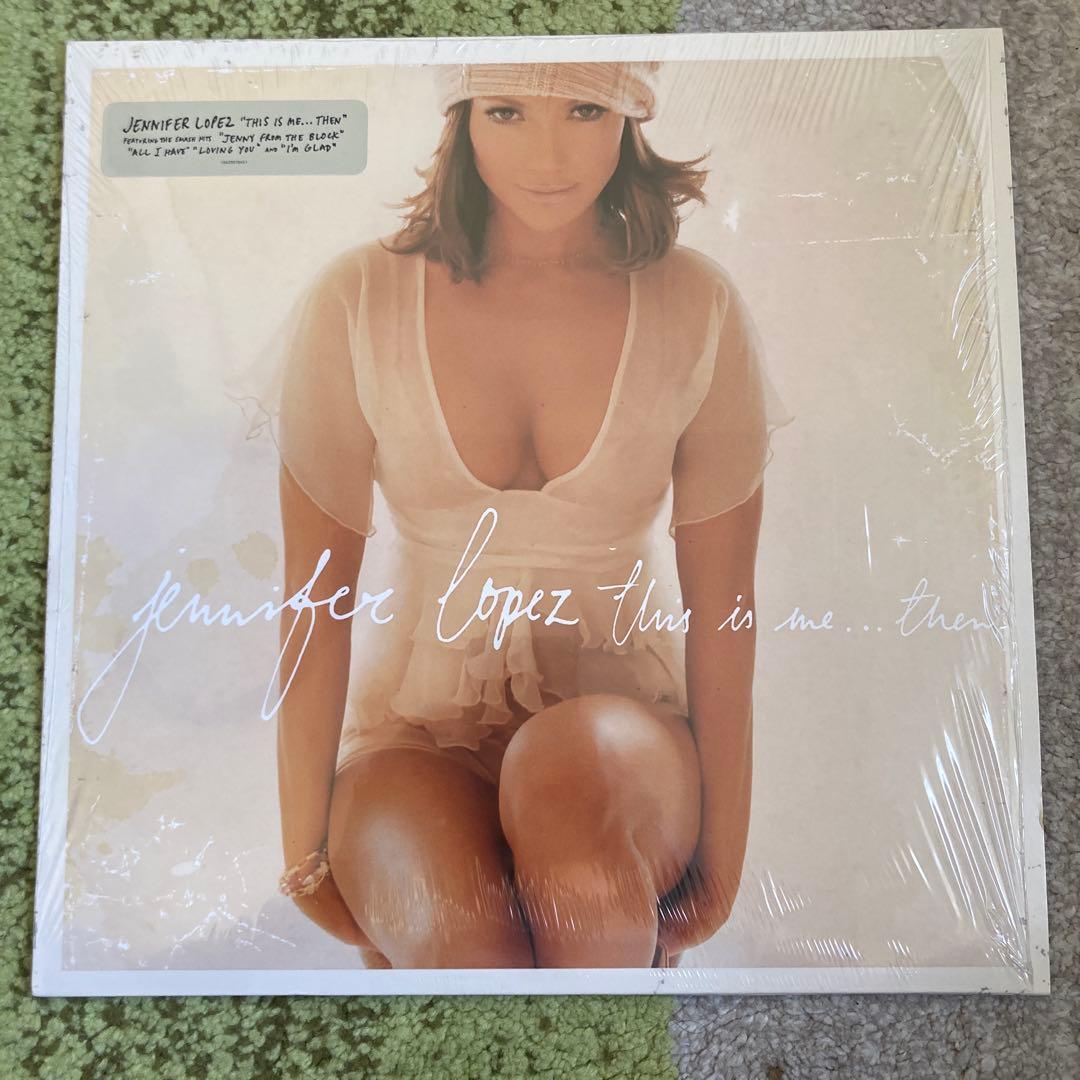 JENNIFER LOPEZ "THIS IS ME... THEN"
FEATURING THE SMASH HITS "JENNY FROM THE BLOCK"
"ALL I HAVE" "LOVING YOU" AND "I'M GLAD"
jennifer lopez this is me... then